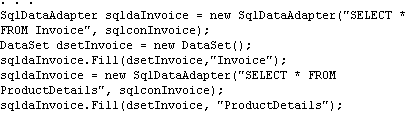 . . .
SqlDataAdapter sqldaInvoice = new SqlDataAdapter("SELECT *
FROM Invoice", sqlconInvoice);
DataSet dsetInvoice = new DataSet();
sqldaInvoice.Fill(dsetInvoice,"Invoice");
sqldaInvoice = new SqlDataAdapter("SELECT * FROM
ProductDetails", sqlconInvoice);
sqldaInvoice.Fill(dsetInvoice, "ProductDetails");